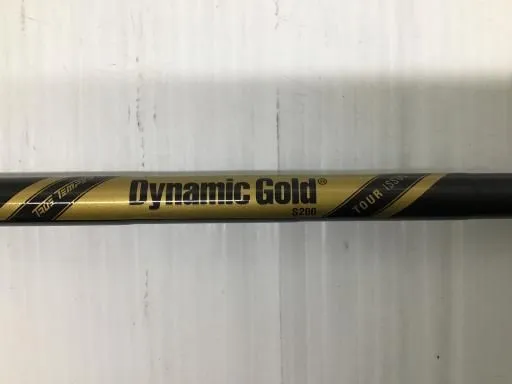 TRUE TEMPER
Dynamic Gold®
S200
TOUR ISSUE